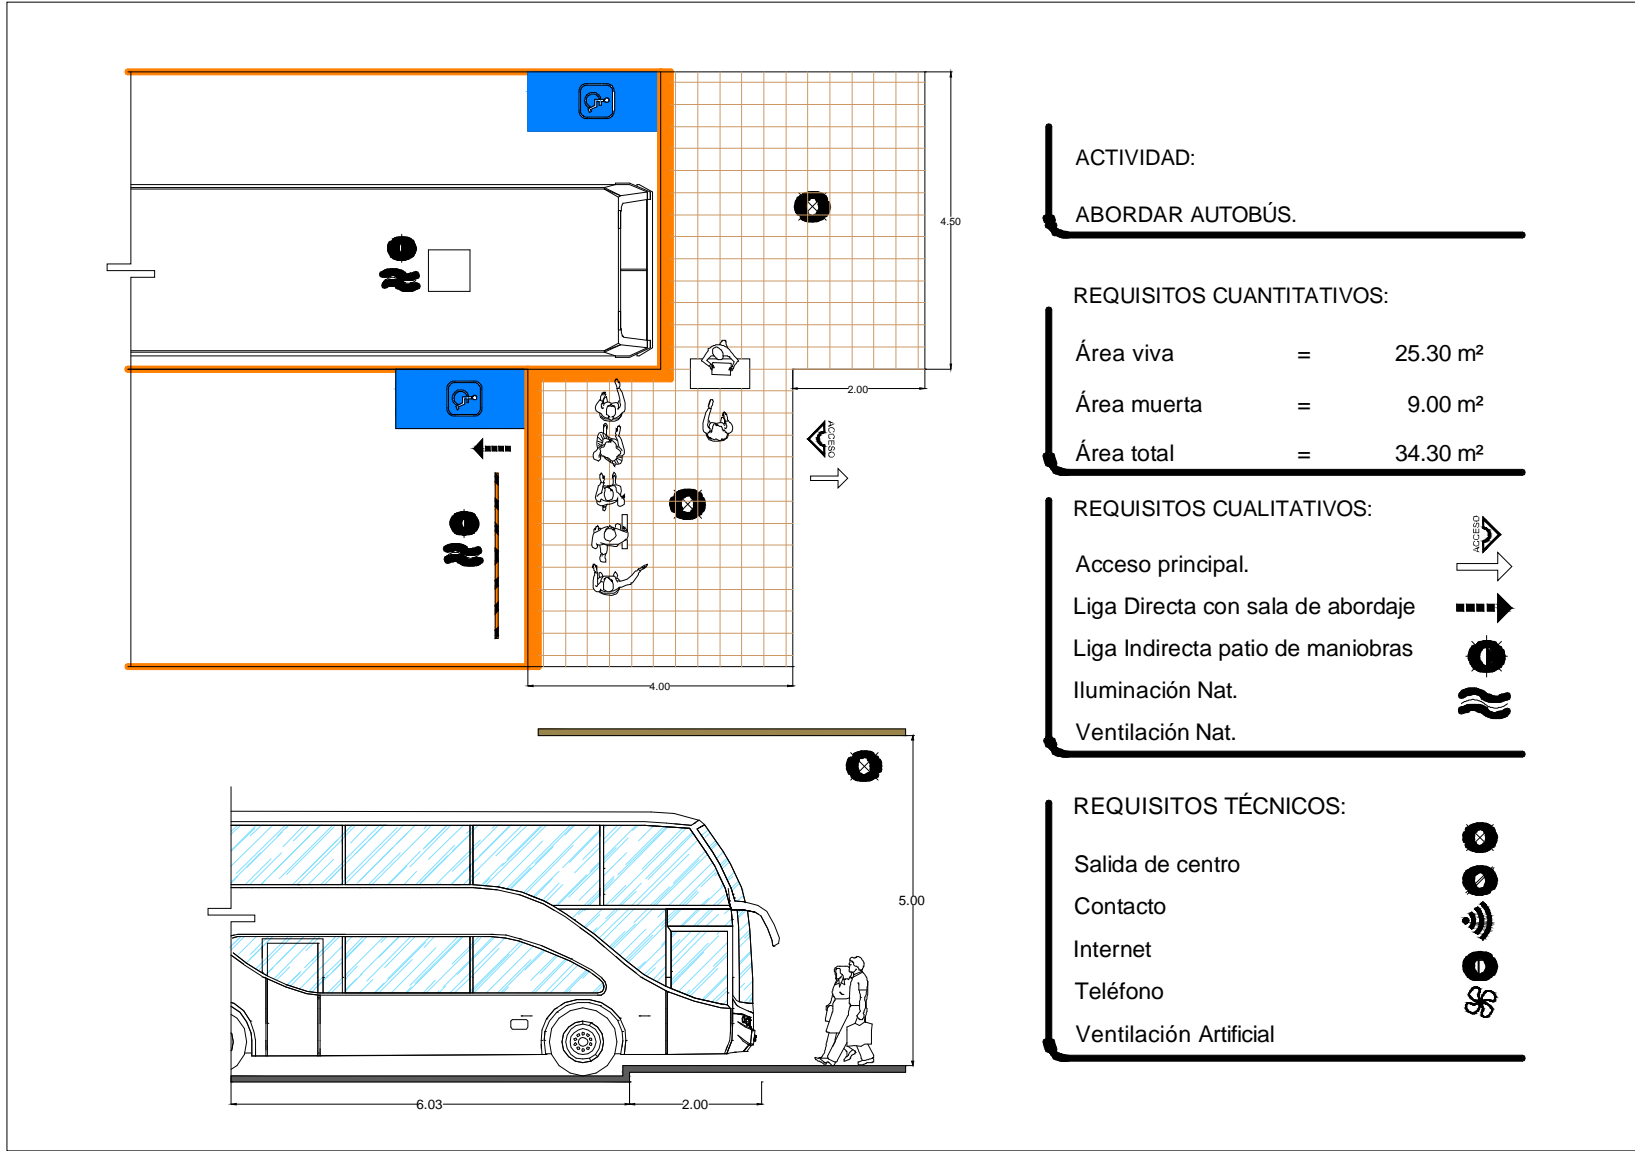 4.50
2.00
ACCESO
4.00
5.00
6.03
2.00
ACTIVIDAD:
ABORDAR AUTOBÚS.
REQUISITOS CUANTITATIVOS:
Área viva = 25.30 m²
Área muerta = 9.00 m²
Área total = 34.30 m²
REQUISITOS CUALITATIVOS:
ACCESO
Acceso principal.
Liga Directa con sala de abordaje
Liga Indirecta patio de maniobras
Iluminación Nat.
Ventilación Nat.
REQUISITOS TÉCNICOS:
Salida de centro
Contacto
Internet
Teléfono
Ventilación Artificial